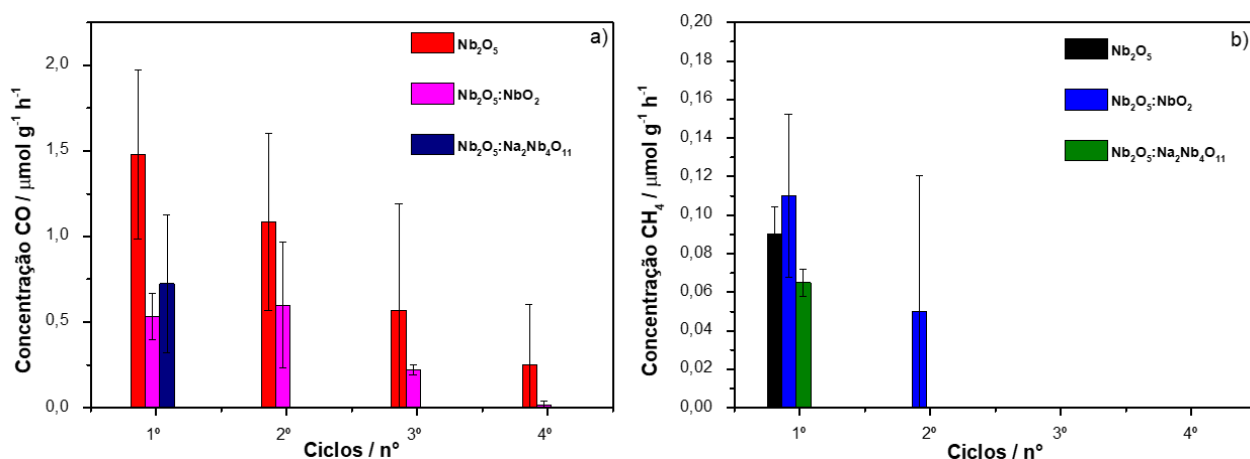 a)
Concentração CO / μmol g⁻¹ h⁻¹
2,0
1,5
1,0
0,5
0,0
Nb₂O₅
Nb₂O₅:NbO₂
Nb₂O₅:Na₂Nb₄O₁₁
1º 2º 3º 4º
Ciclos / nº
b)
Concentração CH₄ / μmol g⁻¹ h⁻¹
0,20
0,18
0,16
0,14
0,12
0,10
0,08
0,06
0,04
0,02
0,00
Nb₂O₅
Nb₂O₅:NbO₂
Nb₂O₅:Na₂Nb₄O₁₁
1º 2º 3º 4º
Ciclos / nº